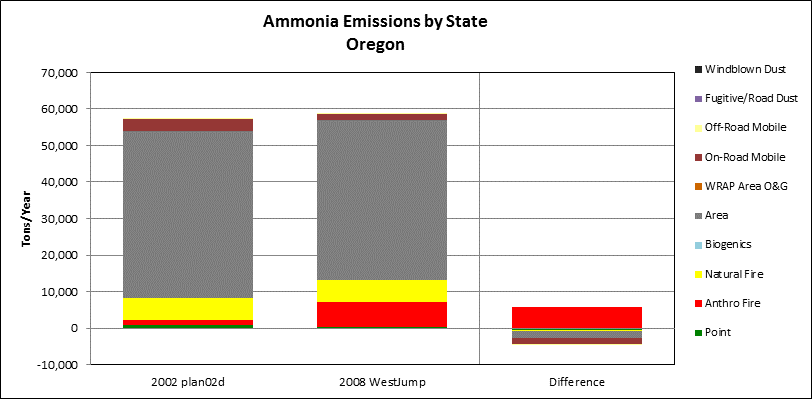 Ammonia Emissions by State
Oregon
70,000
60,000
50,000
40,000
30,000
20,000
10,000
0
-10,000
Tons/Year
2002 plan02d
2008 WestJump
Difference
Windblown Dust
Fugitive/Road Dust
Off-Road Mobile
On-Road Mobile
WRAP Area O&G
Area
Biogenics
Natural Fire
Anthro Fire
Point